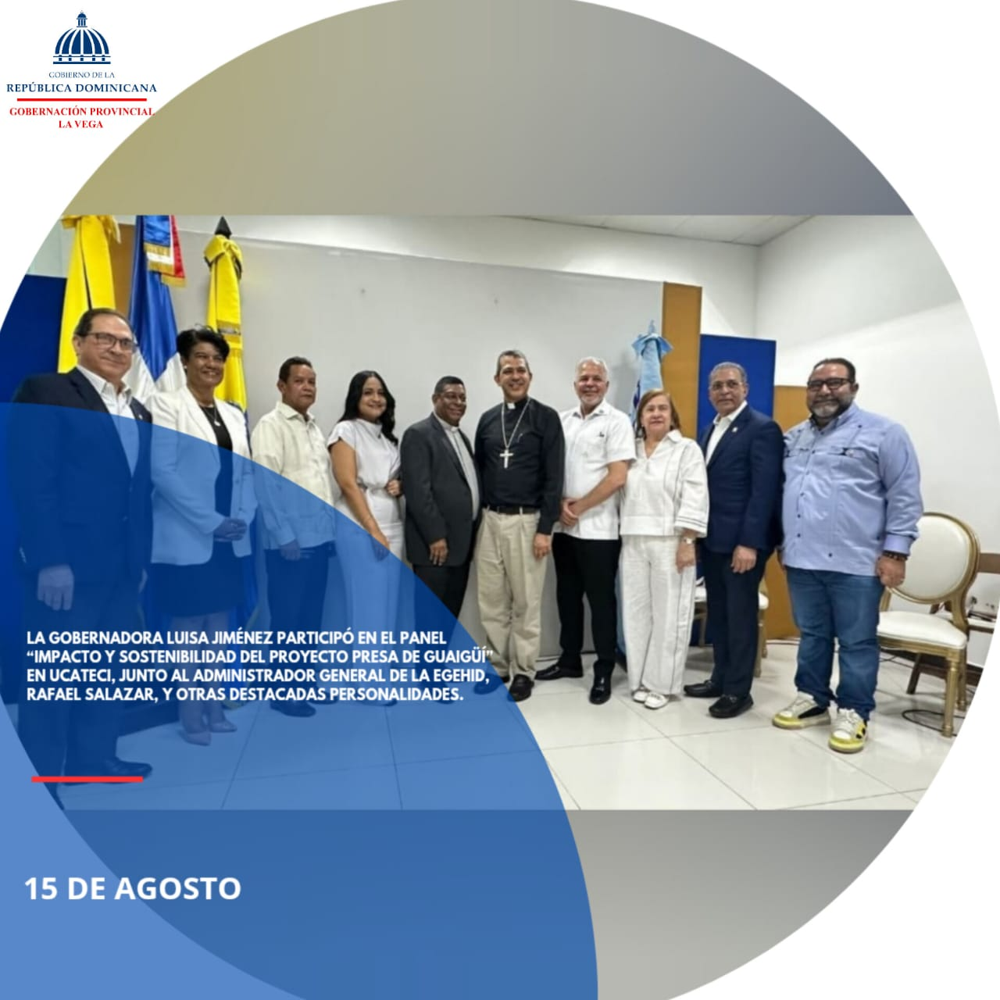 GOBIERNO DE LA
REPÚBLICA DOMINICANA
GOBERNACIÓN PROVINCIAL
LA VEGA
LA GOBERNADORA LUISA JIMÉNEZ PARTICIPÓ EN EL PANEL
“IMPACTO Y SOSTENIBILIDAD DEL PROYECTO PRESA DE GUAIGÜÍ”
EN UCATECI, JUNTO AL ADMINISTRADOR GENERAL DE LA EGEHID,
RAFAEL SALAZAR, Y OTRAS DESTACADAS PERSONALIDADES.
15 DE AGOSTO